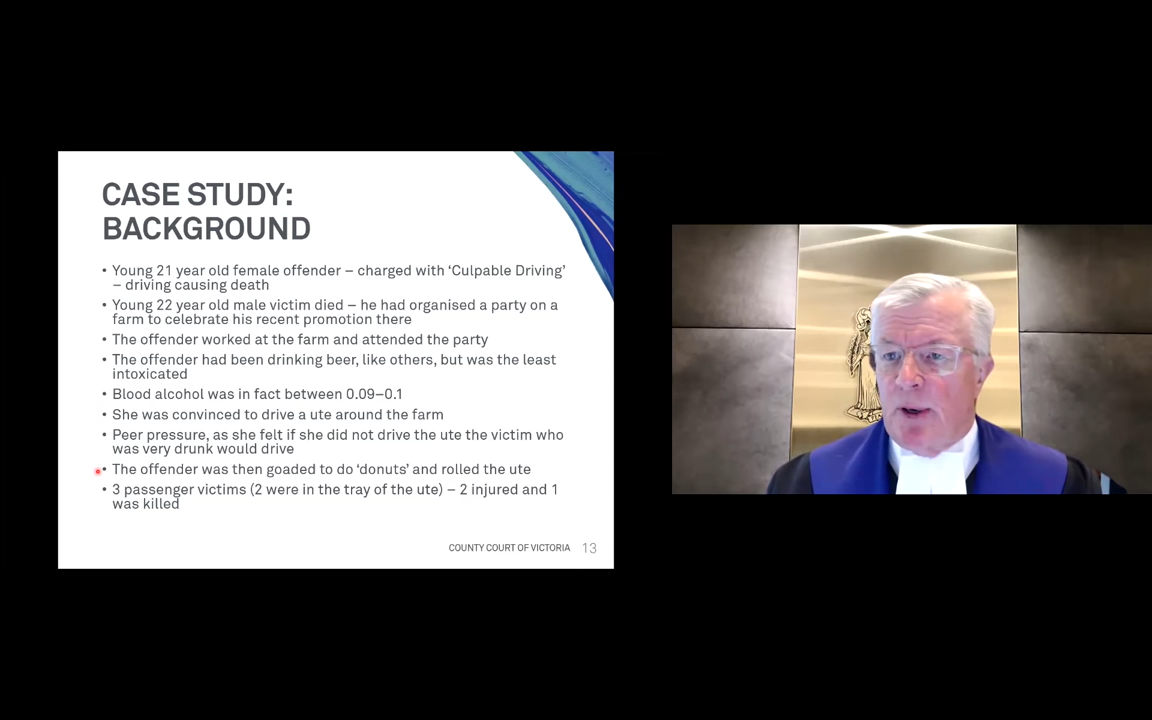 CASE STUDY:
BACKGROUND
• Young 21 year old female offender – charged with ‘Culpable Driving’
– driving causing death
• Young 22 year old male victim died – he had organised a party on a
farm to celebrate his recent promotion there
• The offender worked at the farm and attended the party
• The offender had been drinking beer, like others, but was the least
intoxicated
• Blood alcohol was in fact between 0.09–0.1
• She was convinced to drive a ute around the farm
• Peer pressure, as she felt if she did not drive the ute the victim who
was very drunk would drive
• The offender was then goaded to do ‘donuts’ and rolled the ute
• 3 passenger victims (2 were in the tray of the ute) – 2 injured and 1
was killed
COUNTY COURT OF VICTORIA 13